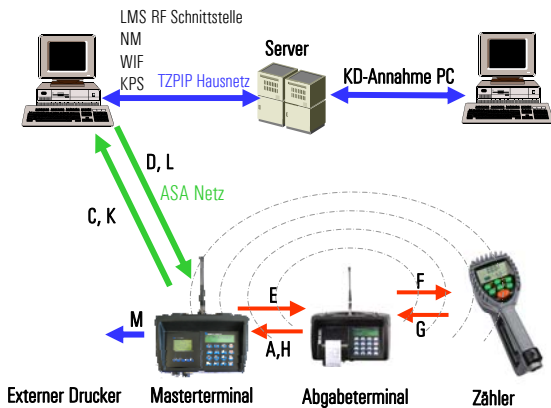 LMS RF Schnittstelle
NM
WIF
KPS
TZPIP Hausnetz
Server
KD-Annahme PC
D, L
ASA Netz
C, K
E
F
M
A,H
G
Externer Drucker
Masterterminal
Abgabeterminal
Zähler